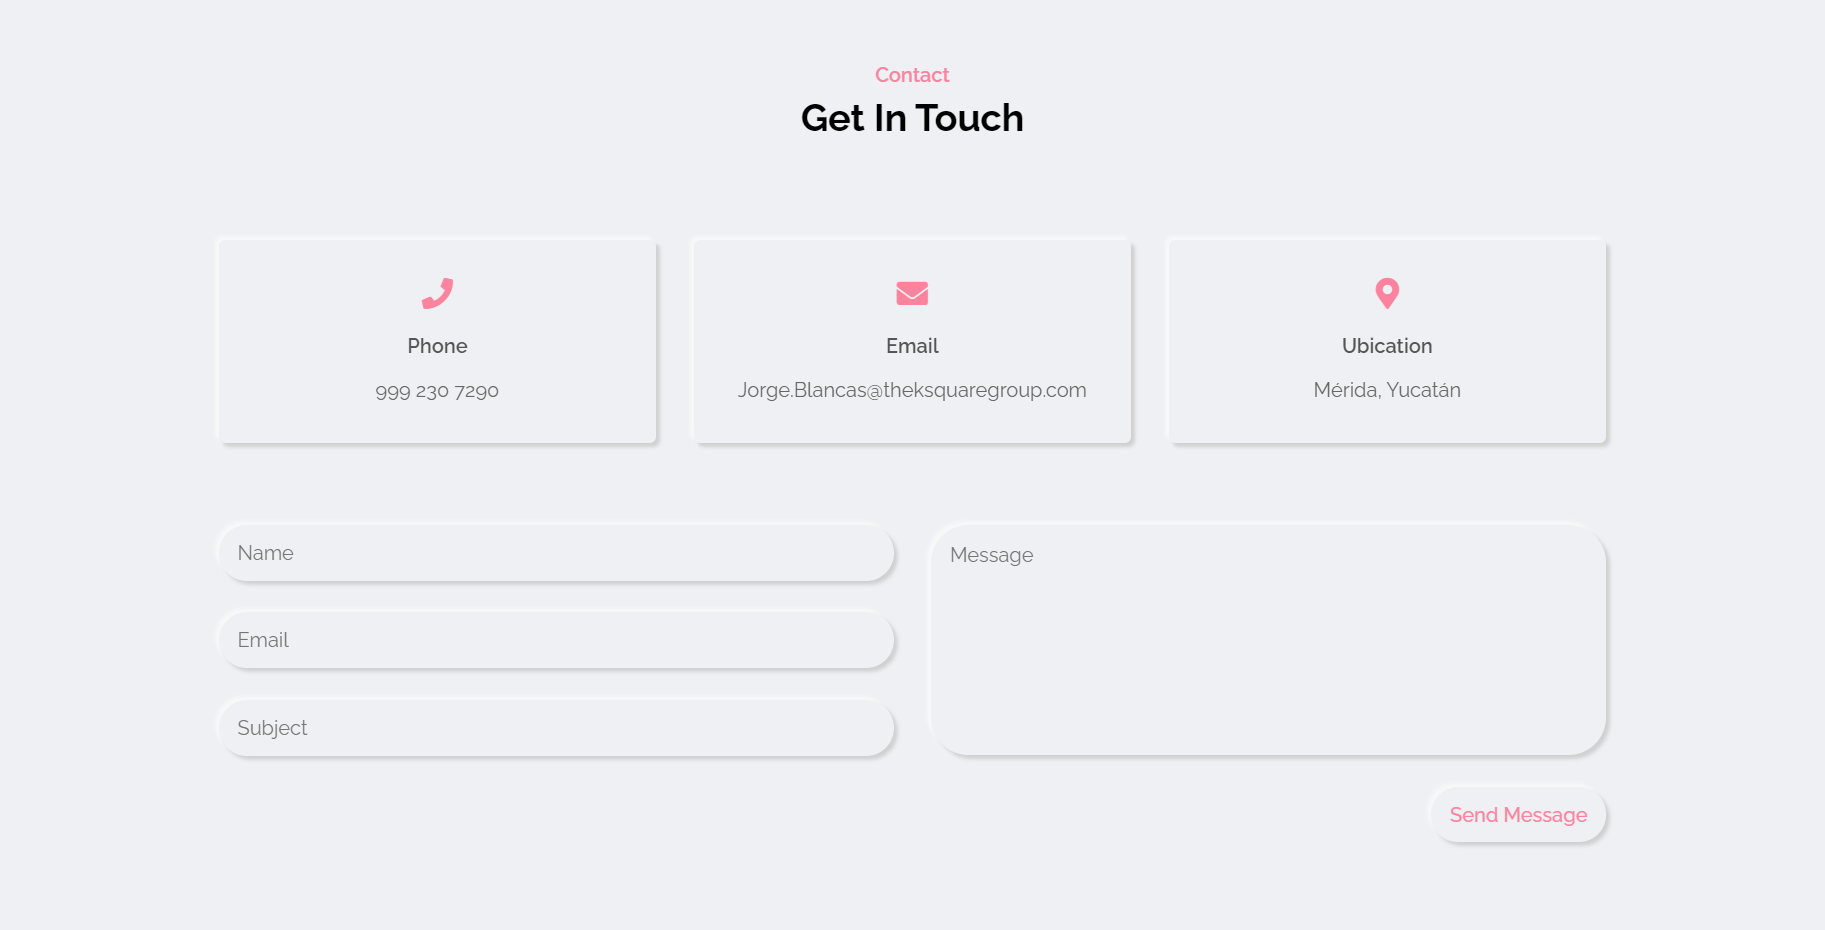 Contact
Get In Touch
Phone
999 230 7290
Email
Jorge.Blancas@theksquaregroup.com
Ubication
Mérida, Yucatán
Name
Email
Subject
Message
Send Message